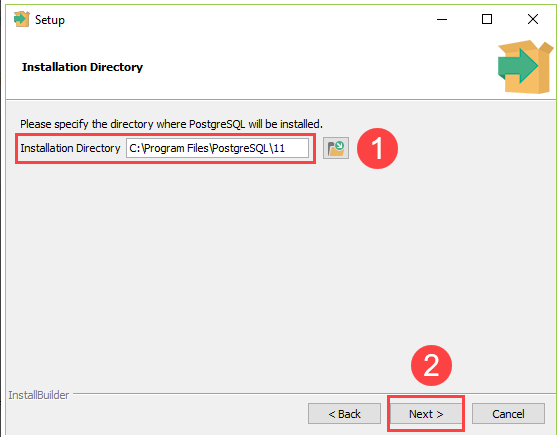 Setup
Installation Directory
Please specify the directory where PostgreSQL will be installed.
Installation Directory C:\Program Files\PostgreSQL\11
1
2
InstallBuilder
< Back Next > Cancel